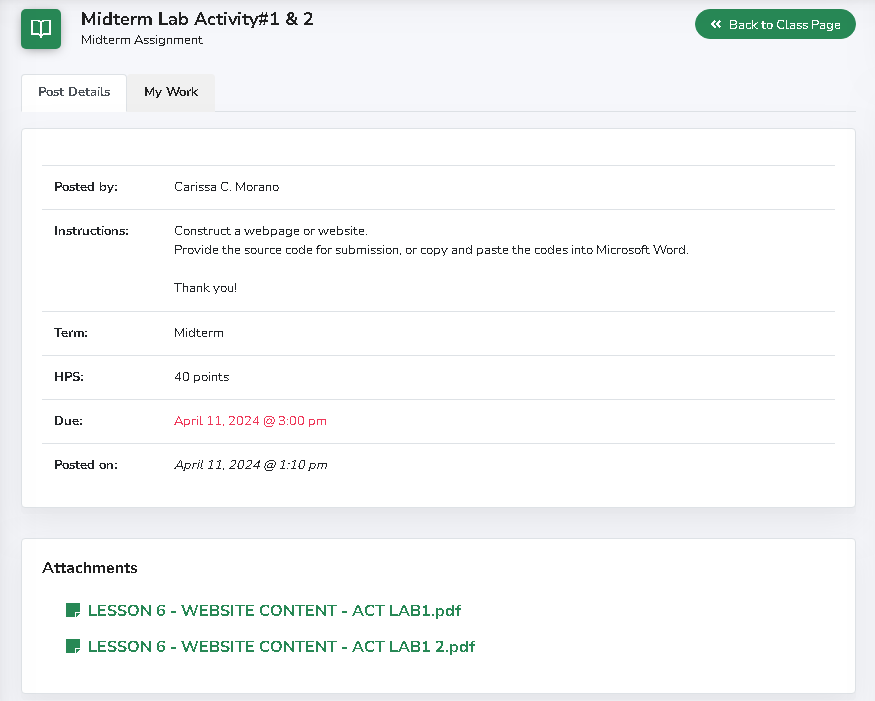 Midterm Lab Activity#1 & 2
Midterm Assignment
Back to Class Page
Post Details
My Work
Posted by: Carissa C. Morano
Instructions: Construct a webpage or website.
Provide the source code for submission, or copy and paste the codes into Microsoft Word.
Thank you!
Term: Midterm
HPS: 40 points
Due: April 11, 2024 @ 3:00 pm
Posted on: April 11, 2024 @ 1:10 pm
Attachments
LESSON 6 - WEBSITE CONTENT - ACT LAB1.pdf
LESSON 6 - WEBSITE CONTENT - ACT LAB1 2.pdf